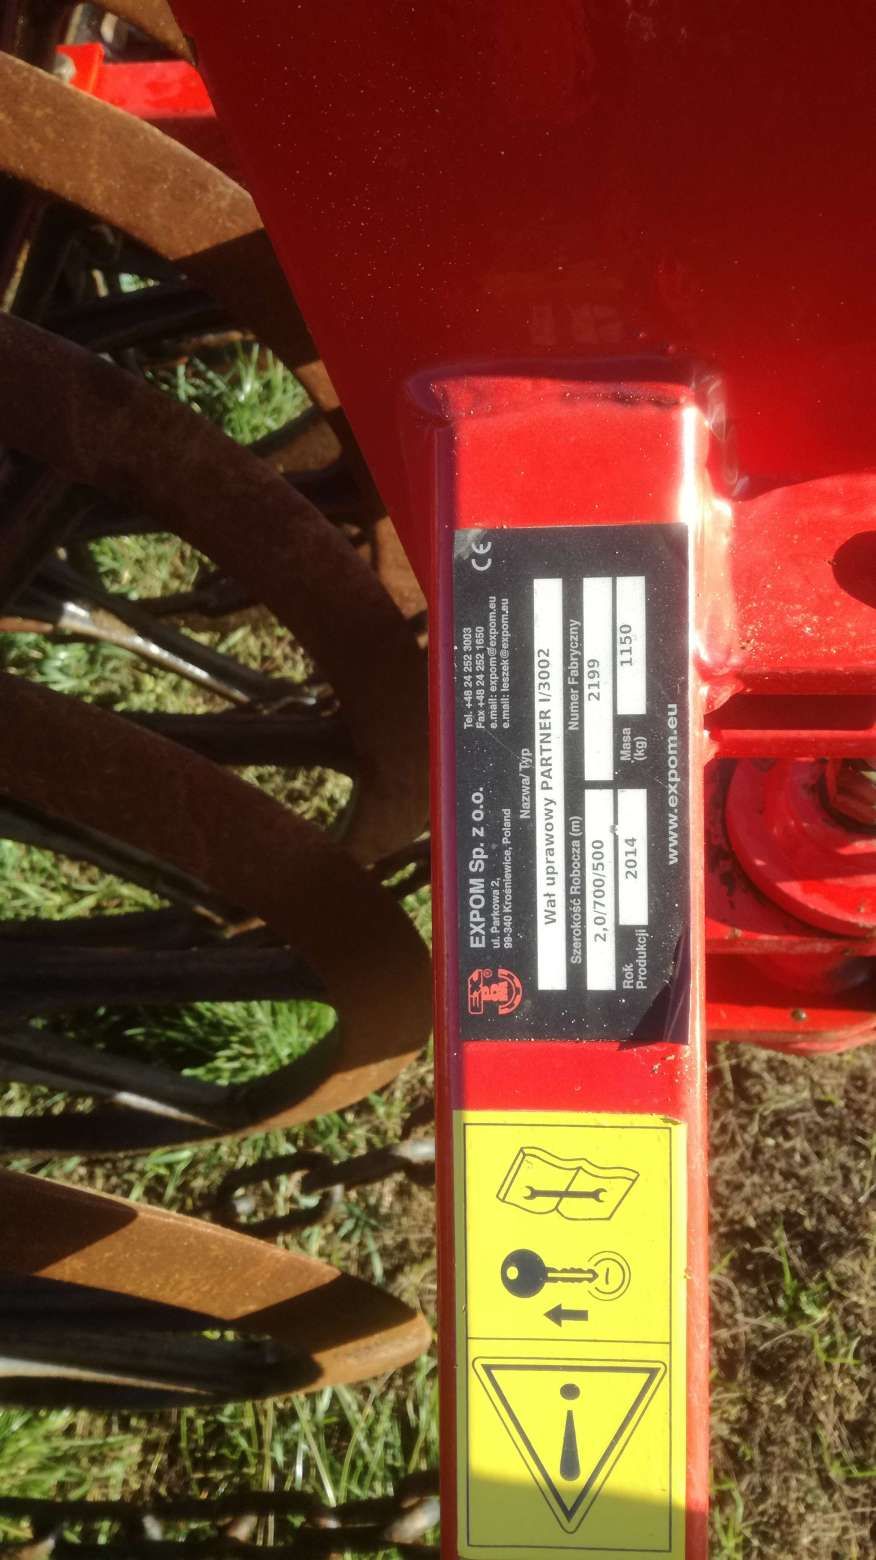 EXPOM Sp. z o.o.
ul. Parkowa 2,
99-340 Krośniewice, Poland
Tel. +48 24 252 3003
Fax +48 24 252 1650
e.mail: expom@expom.eu
e.mail: leszek@expom.eu
CE
Nazwa/ Typ
Wał uprawowy PARTNER I/3002
Szerokość Robocza (m)
2,0/700/500
Numer Fabryczny
2199
Rok
Produkcji
2014
Masa
(kg)
1150
www.expom.eu